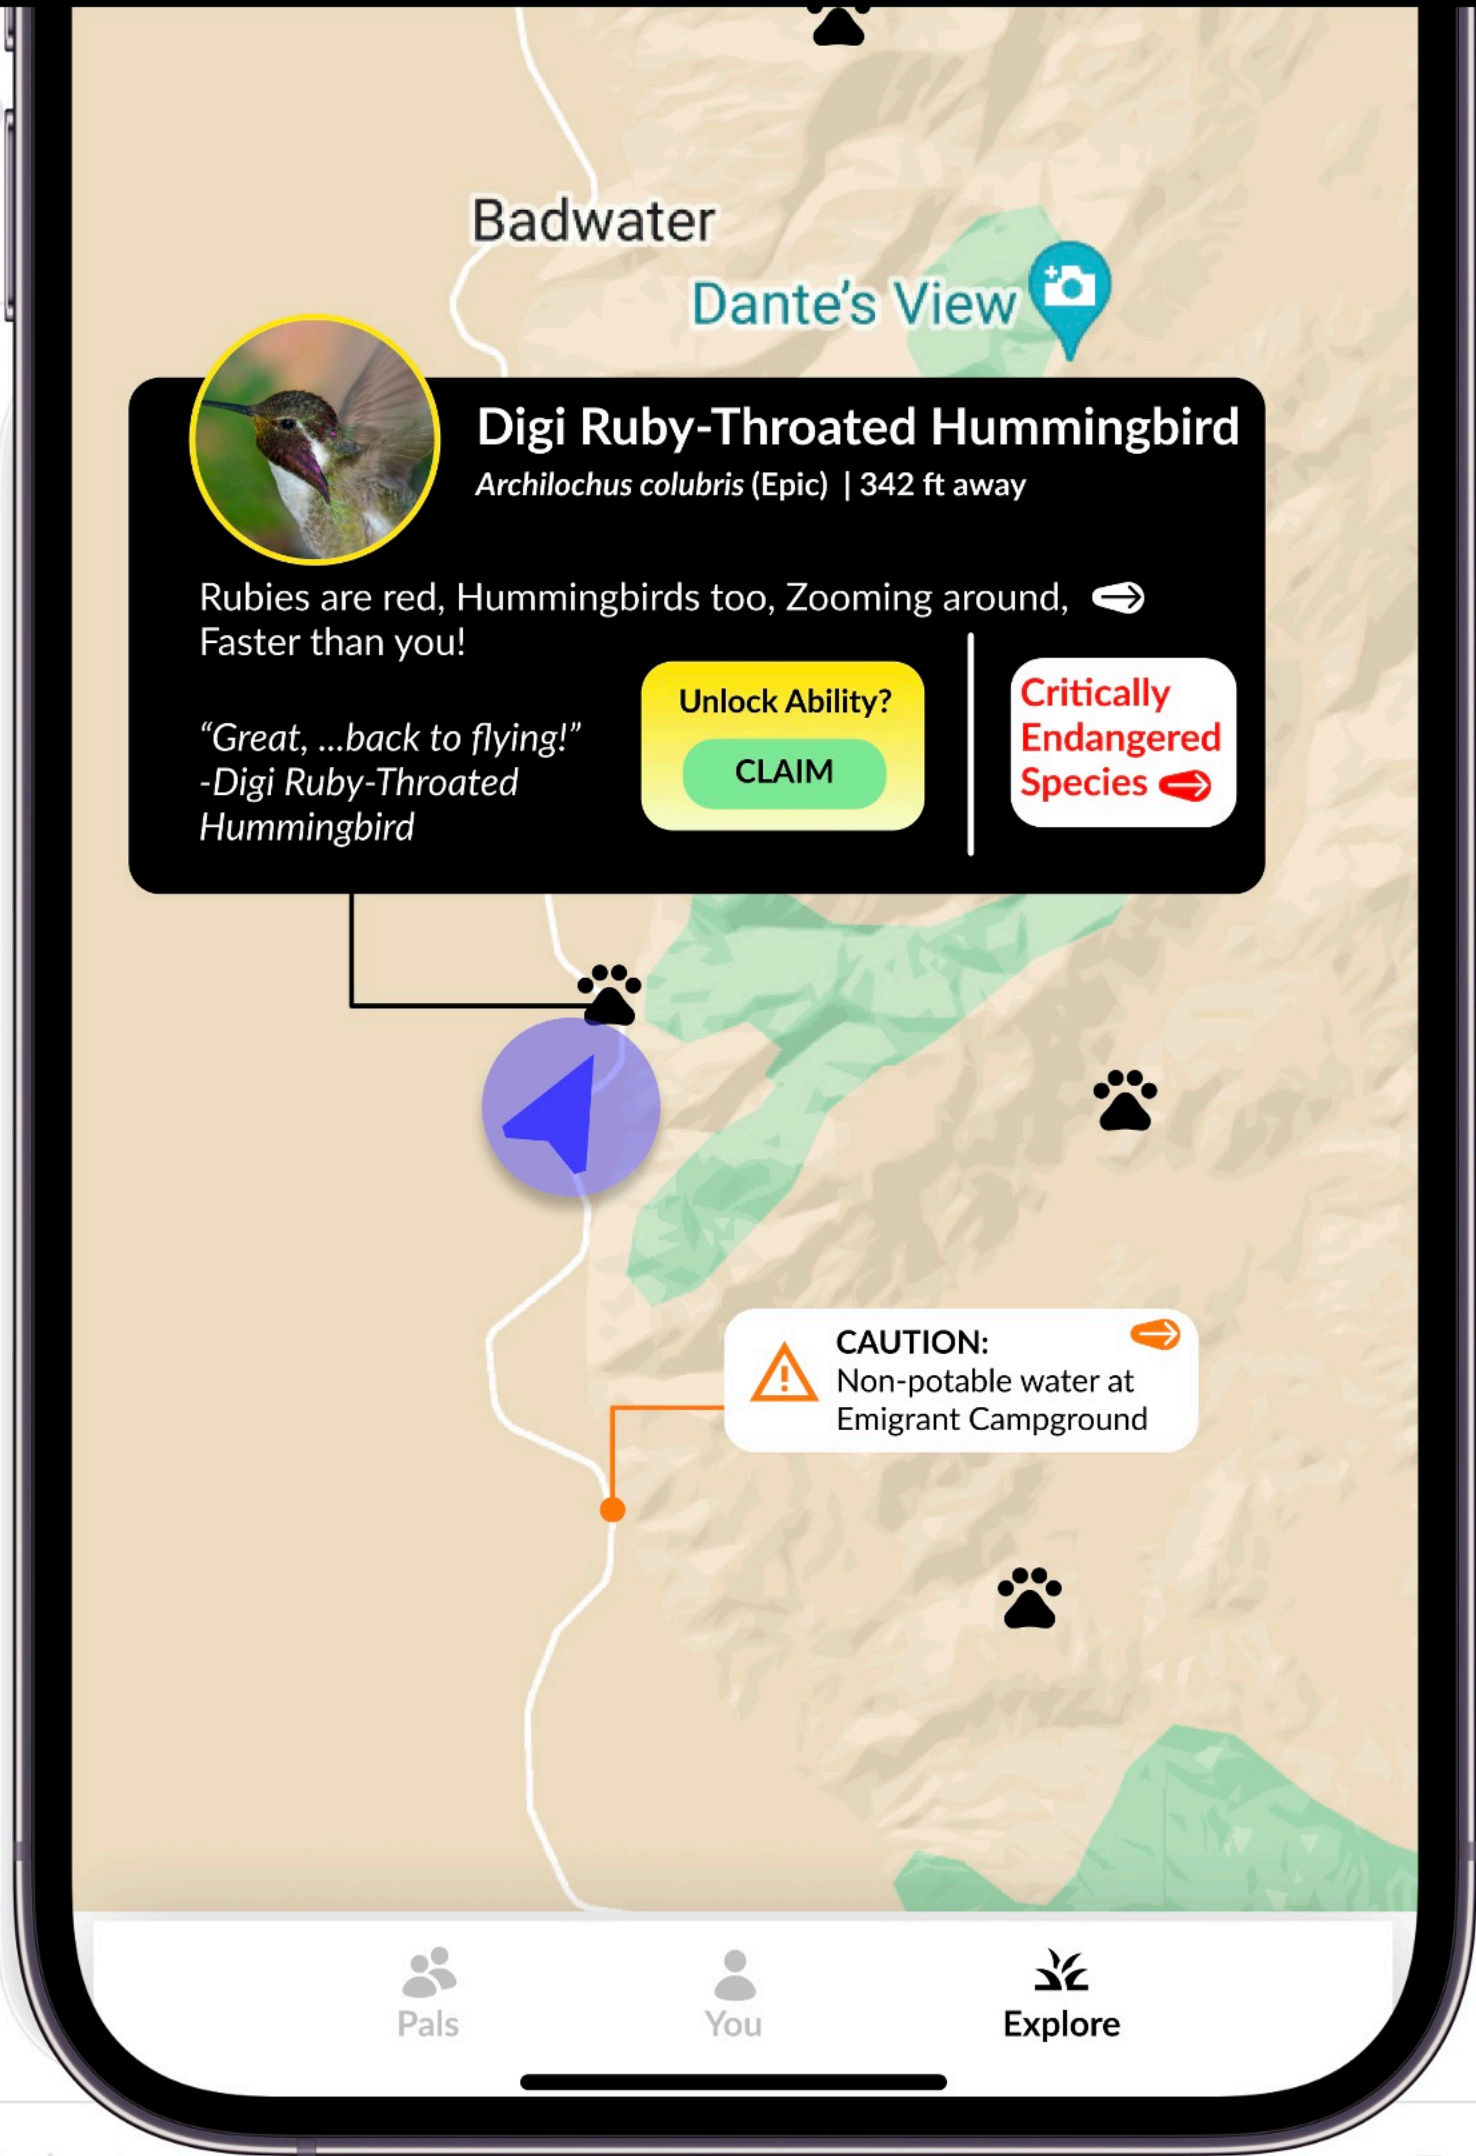 Badwater
Dante's View
Digi Ruby-Throated Hummingbird
Archilochus colubris (Epic) | 342 ft away
Rubies are red, Hummingbirds too, Zooming around,
Faster than you!
“Great, ...back to flying!”
-Digi Ruby-Throated
Hummingbird
Unlock Ability?
CLAIM
Critically
Endangered
Species
CAUTION:
Non-potable water at
Emigrant Campground
Pals
You
Explore